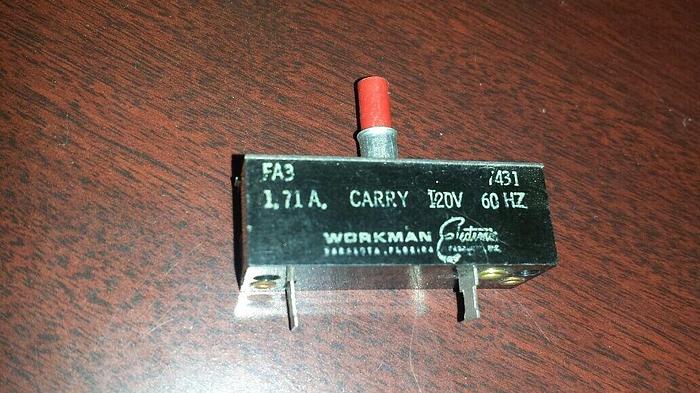 FA3 7431
1.71 A. CARRY 120V 60 HZ
WORKMAN Electronic
SARASOTA, FLORIDA PRODUCTS, INC.